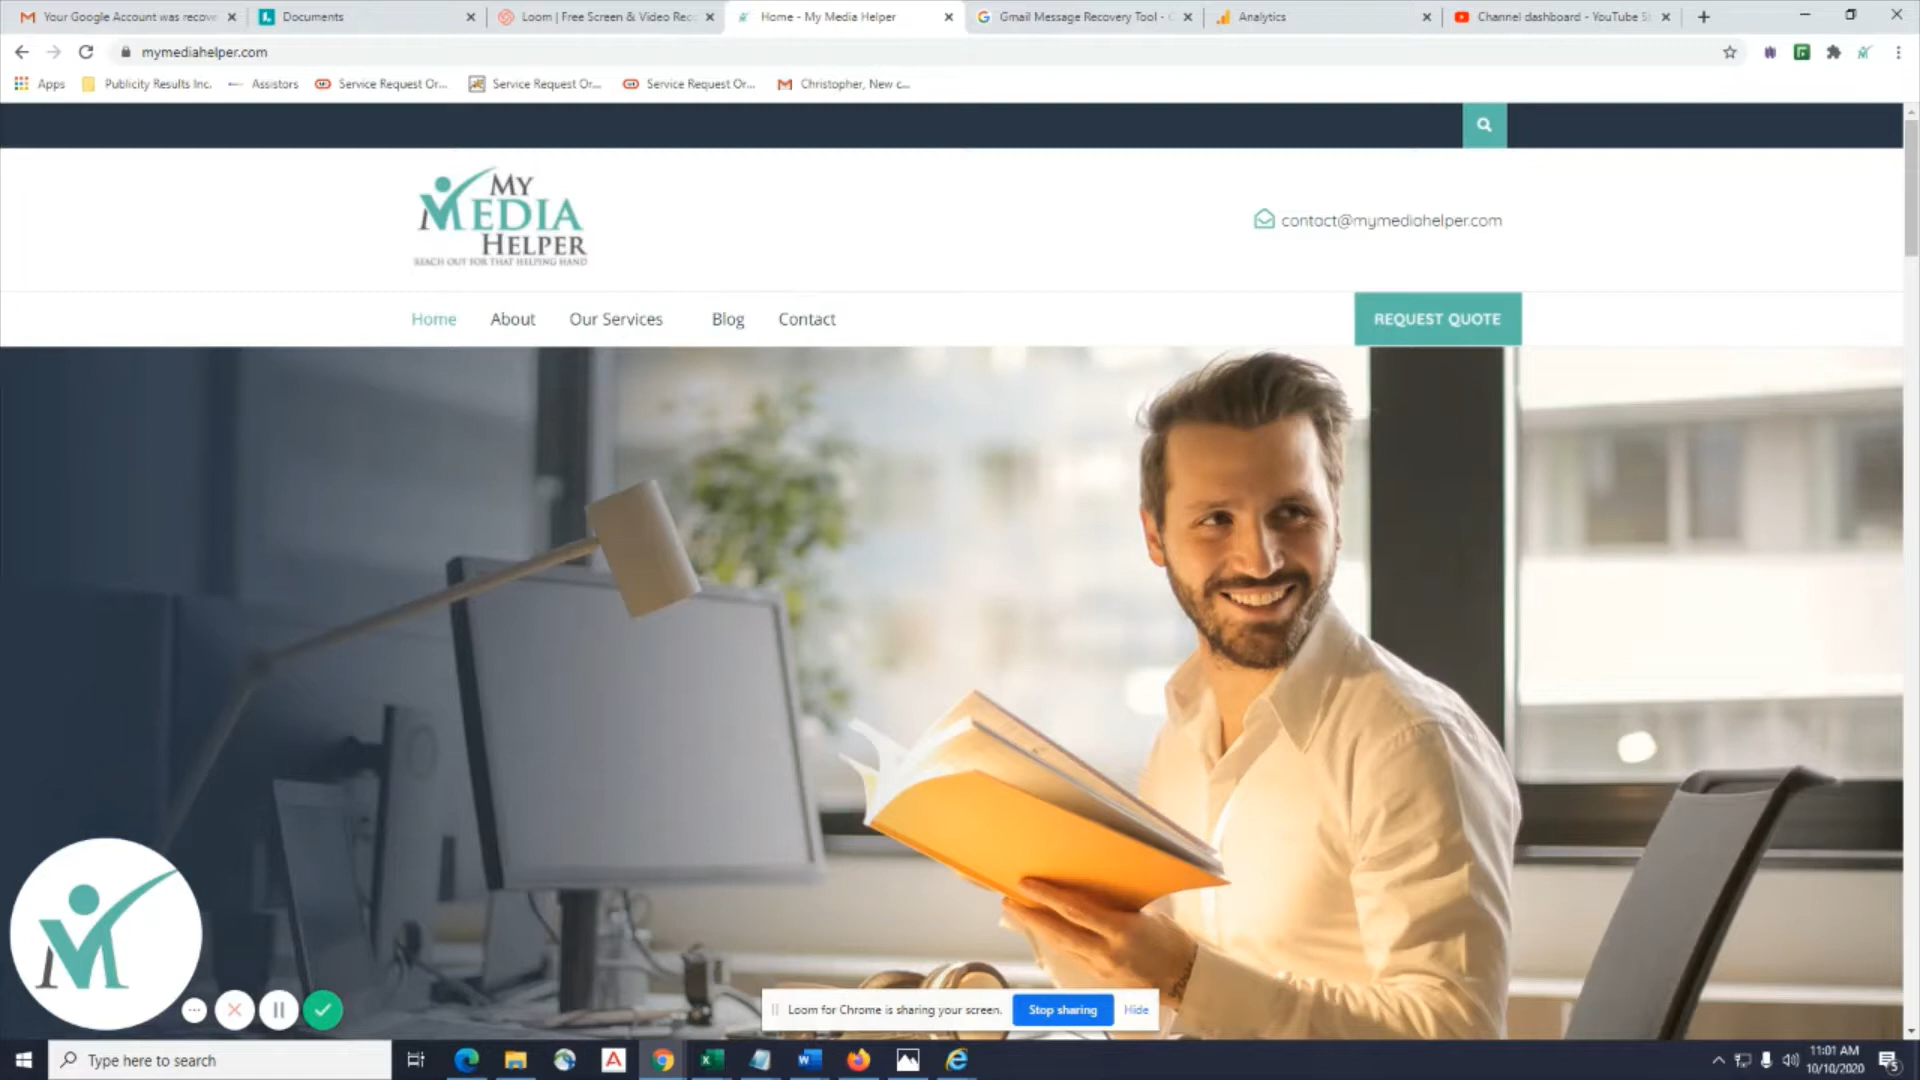 Your Google Account was recove
Documents
Loom | Free Screen & Video Rec
Home - My Media Helper
Gmail Message Recovery Tool - G
Analytics
Channel dashboard - YouTube S
mymediahelper.com
Apps
Publicity Results Inc.
Assistors
Service Request Or...
Service Request Or...
Service Request Or...
Christopher, New c...
MY
MEDIA
HELPER
REACH OUT FOR THAT HELPING HAND
contact@mymediahelper.com
Home
About
Our Services
Blog
Contact
REQUEST QUOTE
Loom for Chrome is sharing your screen.
Stop sharing
Hide
Type here to search
11:01 AM
10/10/2020
5